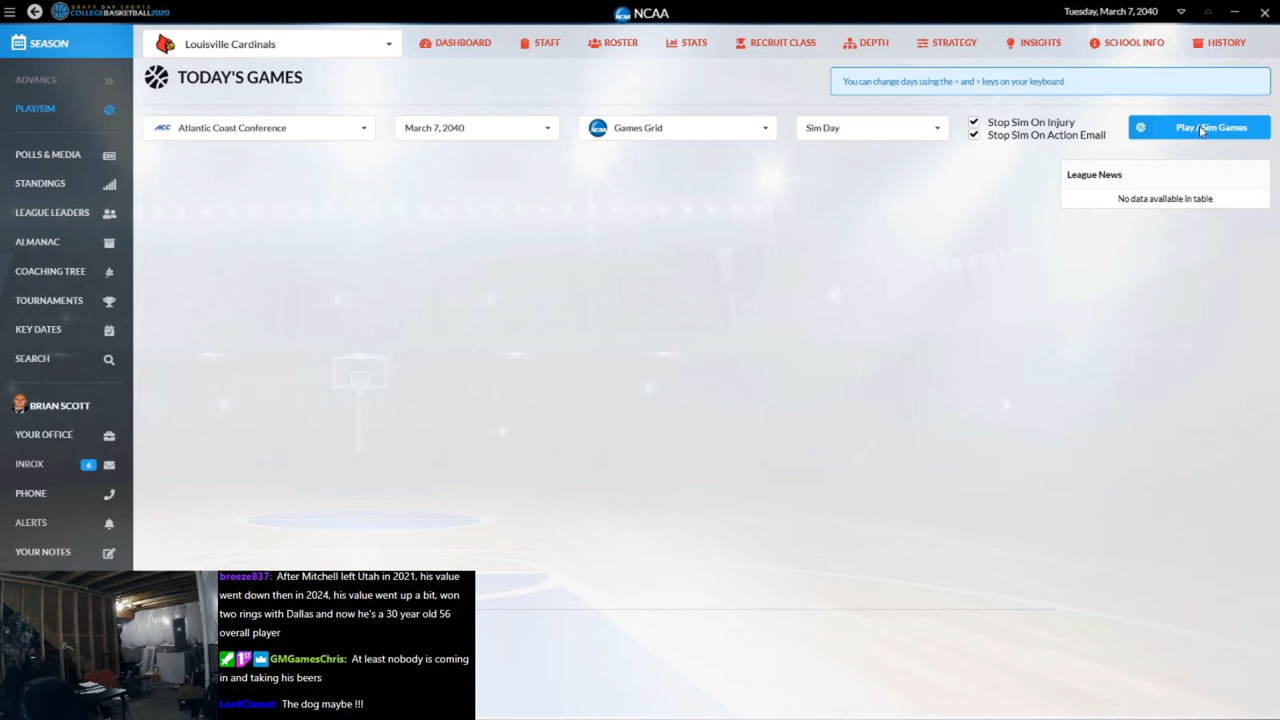 DRAFT DAY SPORTS
COLLEGE BASKETBALL 2020
NCAA
Tuesday, March 7, 2040
SEASON
Louisville Cardinals
DASHBOARD
STAFF
ROSTER
STATS
RECRUIT CLASS
DEPTH
STRATEGY
INSIGHTS
SCHOOL INFO
HISTORY
ADVANCE
TODAY'S GAMES
You can change days using the < and > keys on your keyboard
PLAY/SIM
ACC
Atlantic Coast Conference
March 7, 2040
Games Grid
Sim Day
Stop Sim On Injury
Stop Sim On Action Email
Play / Sim Games
League News
No data available in table
POLLS & MEDIA
STANDINGS
LEAGUE LEADERS
ALMANAC
COACHING TREE
TOURNAMENTS
KEY DATES
SEARCH
BRIAN SCOTT
YOUR OFFICE
INBOX 6
PHONE
ALERTS
YOUR NOTES
breeze837: After Mitchell left Utah in 2021, his value
went down then in 2024, his value went up a bit, won
two rings with Dallas and now he's a 30 year old 56
overall player
GMGamesChris: At least nobody is coming
in and taking his beers
LordClamel: The dog maybe !!!